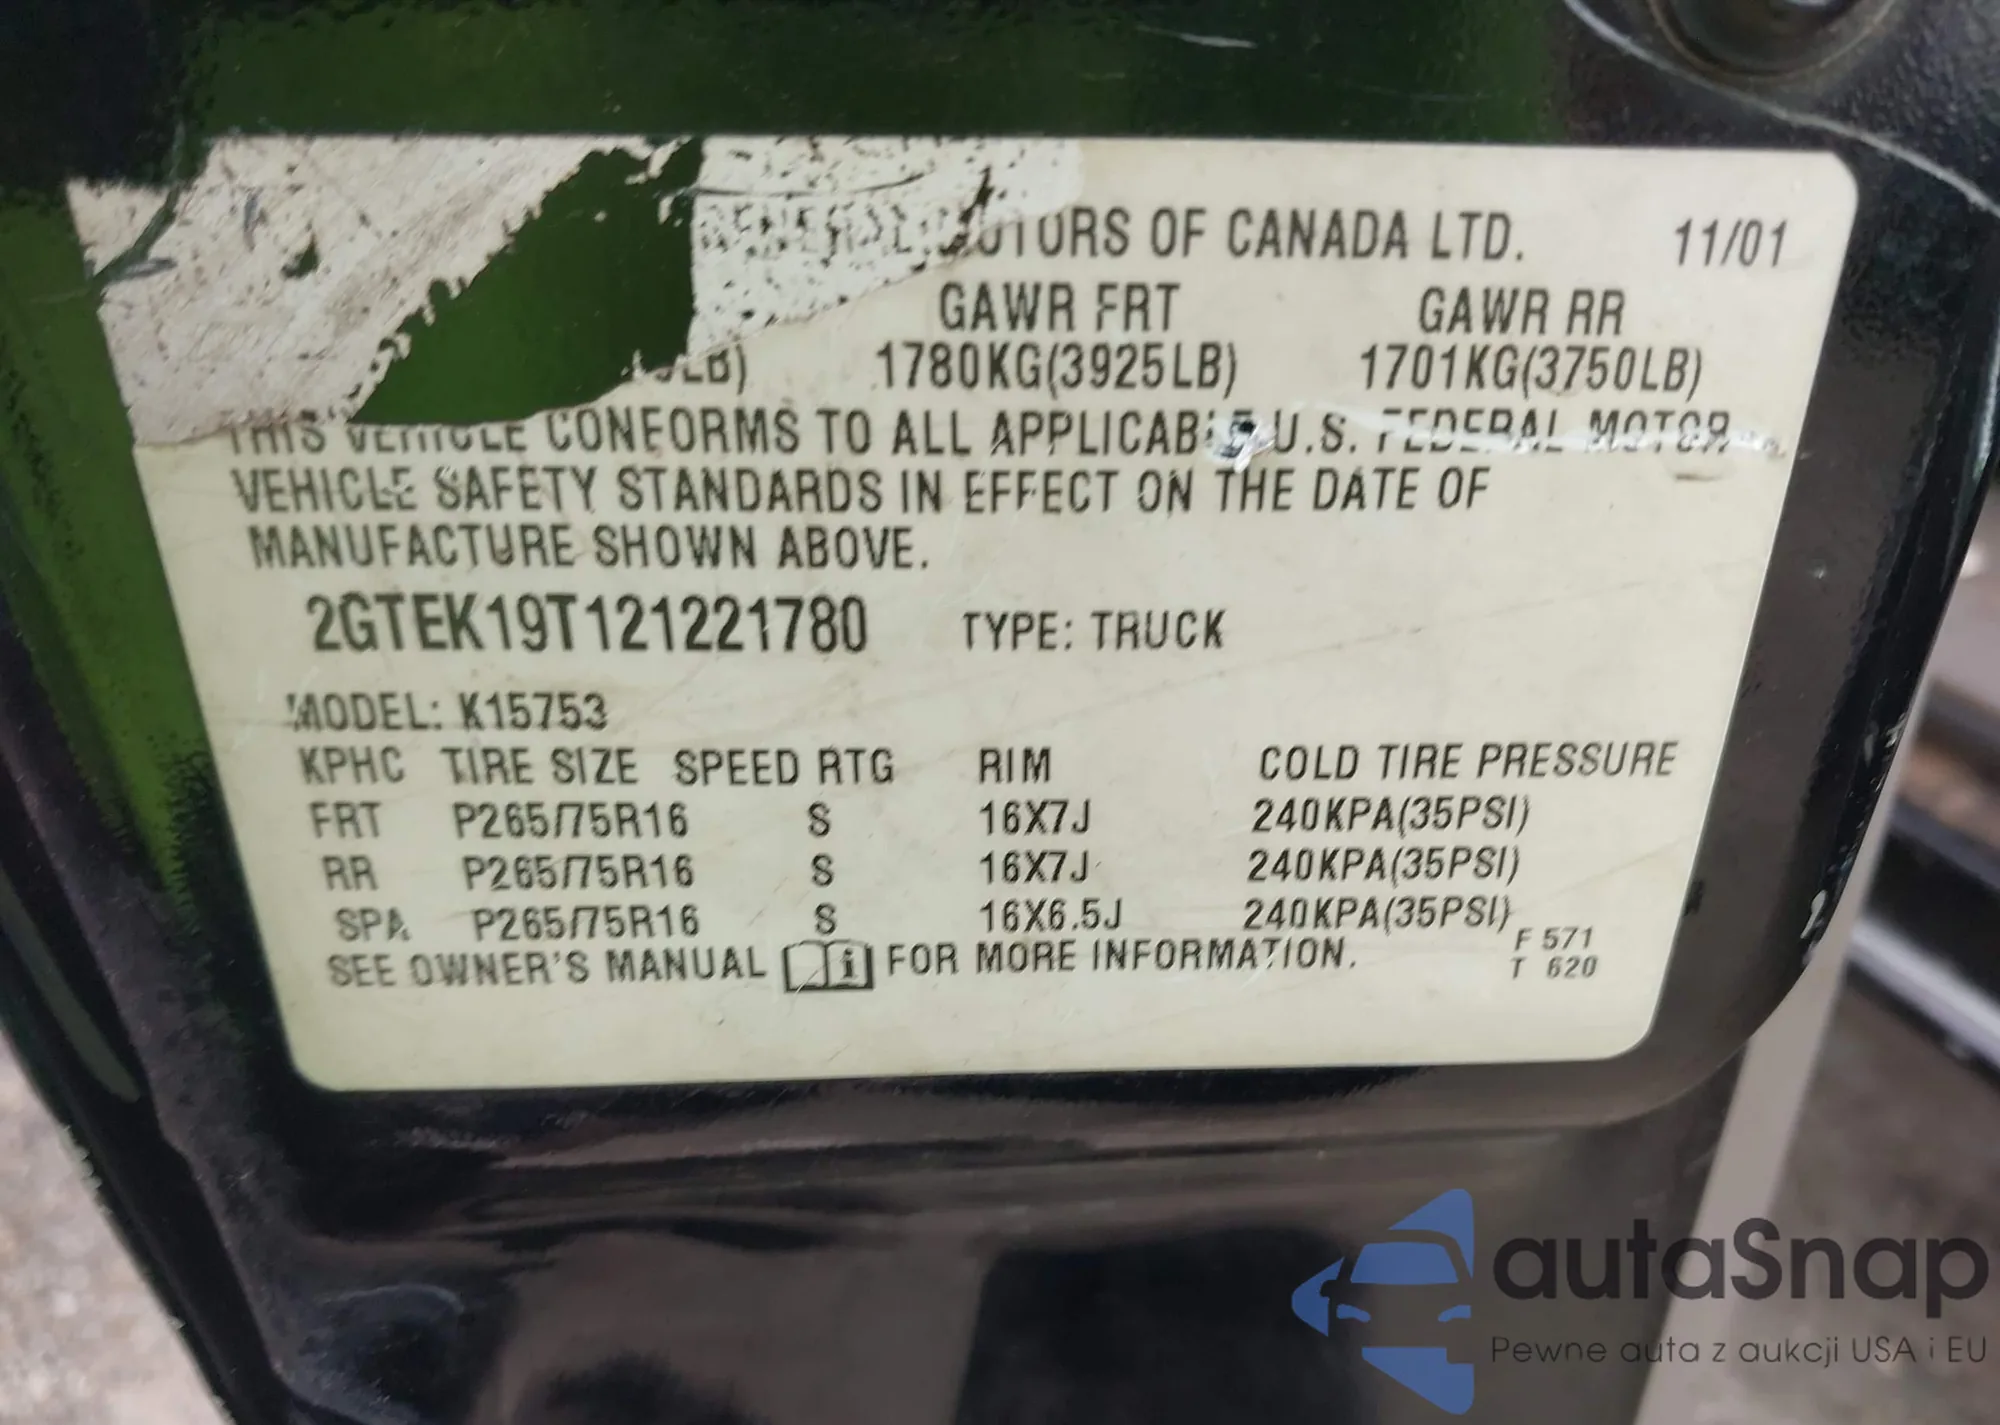 GENERAL MOTORS OF CANADA LTD. 11/01
GAWR FRT GAWR RR
LB) 1780KG(3925LB) 1701KG(3750LB)
THIS VEHICLE CONFORMS TO ALL APPLICABLE U.S. FEDERAL MOTOR
VEHICLE SAFETY STANDARDS IN EFFECT ON THE DATE OF
MANUFACTURE SHOWN ABOVE.
2GTEK19T121221780 TYPE: TRUCK
MODEL: K15753
KPHC TIRE SIZE SPEED RTG RIM COLD TIRE PRESSURE
FRT P265/75R16 S 16X7J 240KPA(35PSI)
RR P265/75R16 S 16X7J 240KPA(35PSI)
SPA P265/75R16 S 16X6.5J 240KPA(35PSI)
SEE OWNER'S MANUAL i FOR MORE INFORMATION.
F 571
T 620
autaSnap
Pewne auta z aukcji USA i EU